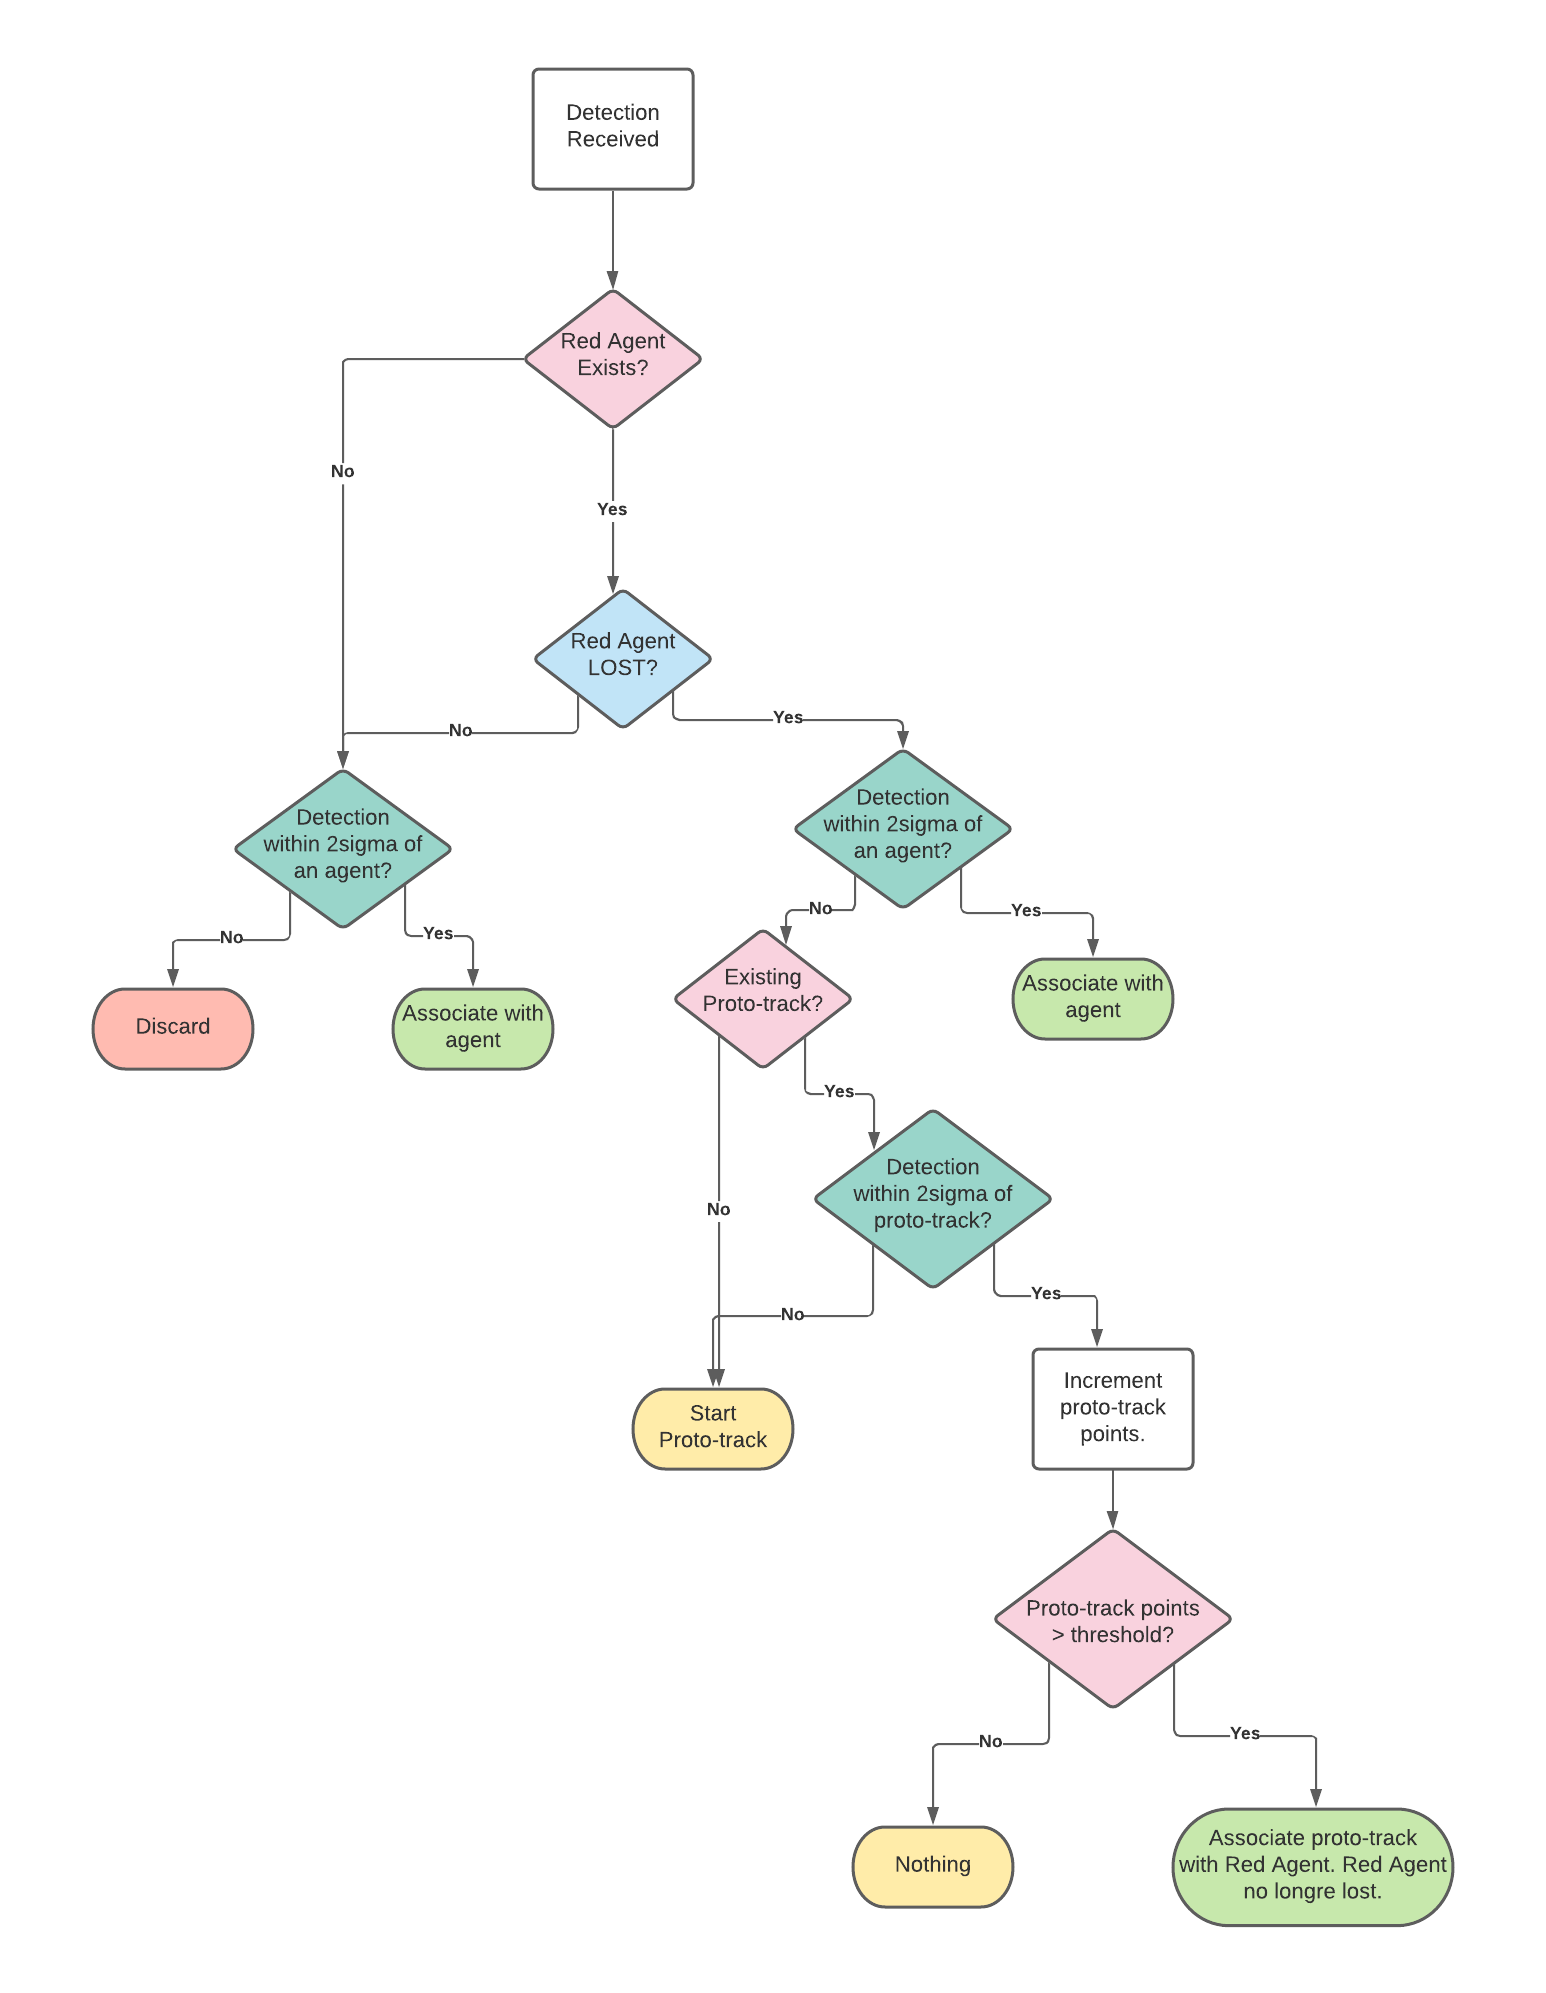 Detection
Received
Red Agent
Exists?
No
Yes
Red Agent
LOST?
No
Yes
Detection
within 2sigma of
an agent?
Detection
within 2sigma of
an agent?
No
Yes
No
Yes
Discard
Associate with
agent
Existing
Proto-track?
Associate with
agent
Yes
No
Detection
within 2sigma of
proto-track?
No
Yes
Start
Proto-track
Increment
proto-track
points.
Proto-track points
> threshold?
No
Yes
Nothing
Associate proto-track
with Red Agent. Red Agent
no longre lost.